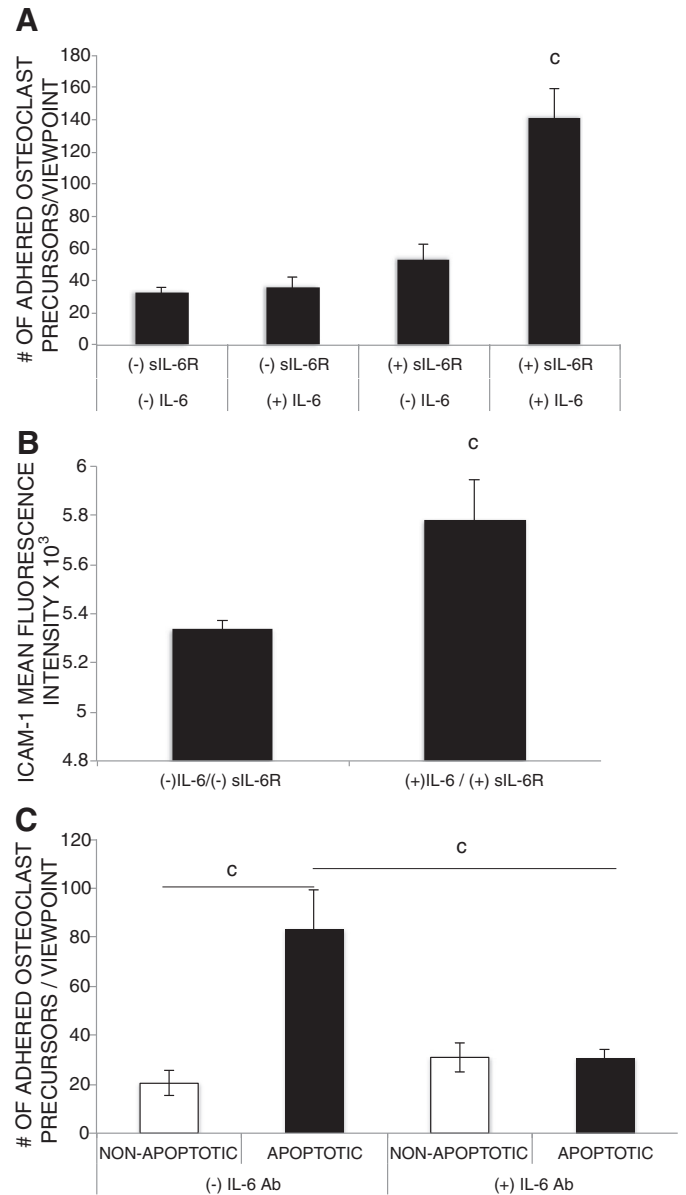 A
# OF ADHERED OSTEOCLAST
PRECURSORS/VIEWPOINT
180
160
140
120
100
80
60
40
20
0
c
(-) sIL-6R (-) sIL-6R (+) sIL-6R (+) sIL-6R
(-) IL-6 (+) IL-6 (-) IL-6 (+) IL-6
B
ICAM-1 MEAN FLUORESCENCE
INTENSITY X 10³
6
5.8
5.6
5.4
5.2
5
4.8
c
(-)IL-6/(-) sIL-6R (+)IL-6 / (+) sIL-6R
C
# OF ADHERED OSTEOCLAST
PRECURSORS / VIEWPOINT
120
100
80
60
40
20
0
c
c
NON-APOPTOTIC APOPTOTIC NON-APOPTOTIC APOPTOTIC
(-) IL-6 Ab (+) IL-6 Ab